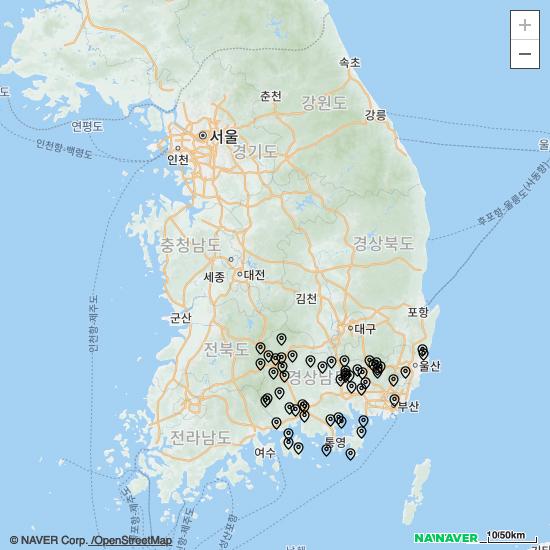 +
−
속초
춘천
강원도
강릉
연평도
서울
인천
경기도
인천항-백령도
후포항-울릉도(사동항)
충청남도
경상북도
세종
대전
김천
인천항-제주도
군산
포항
대구
전북도
울산
경상남
부산
전라남도
통영
여수
© NAVER Corp. /OpenStreetMap
NAVER
10/50km